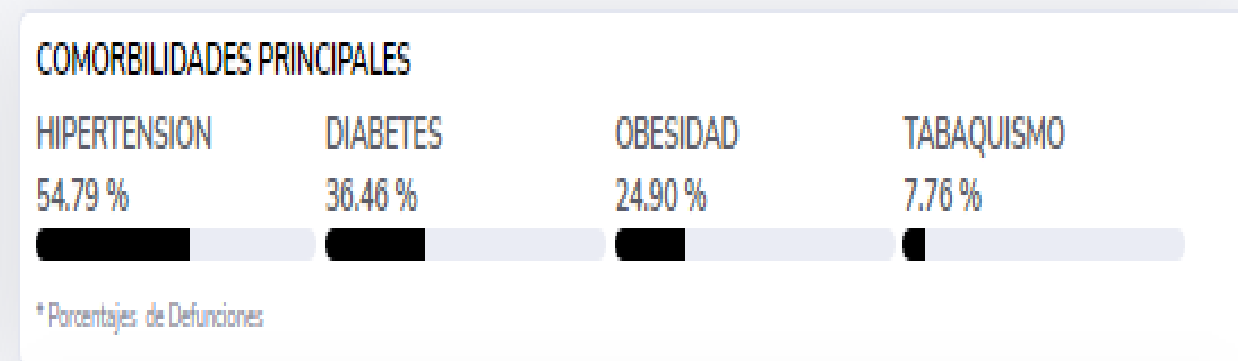 COMORBILIDADES PRINCIPALES
HIPERTENSION DIABETES OBESIDAD TABAQUISMO
54.79 % 36.46 % 24.90 % 7.76 %
* Porcentajes de Defunciones